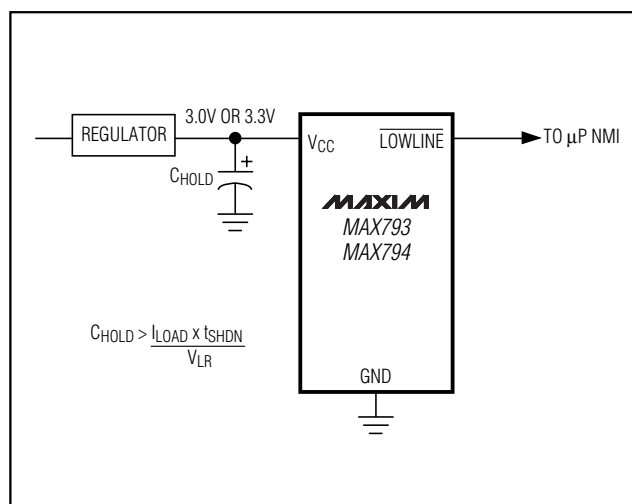 3.0V OR 3.3V
REGULATOR
VCC
LOWLINE
TO µP NMI
+
CHOLD
MAXIM
MAX793
MAX794
CHOLD > ILOAD x tSHDN
VLR
GND